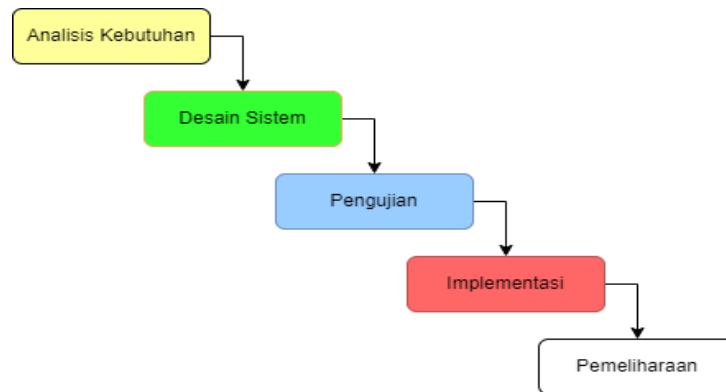 Analisis Kebutuhan
Desain Sistem
Pengujian
Implementasi
Pemeliharaan